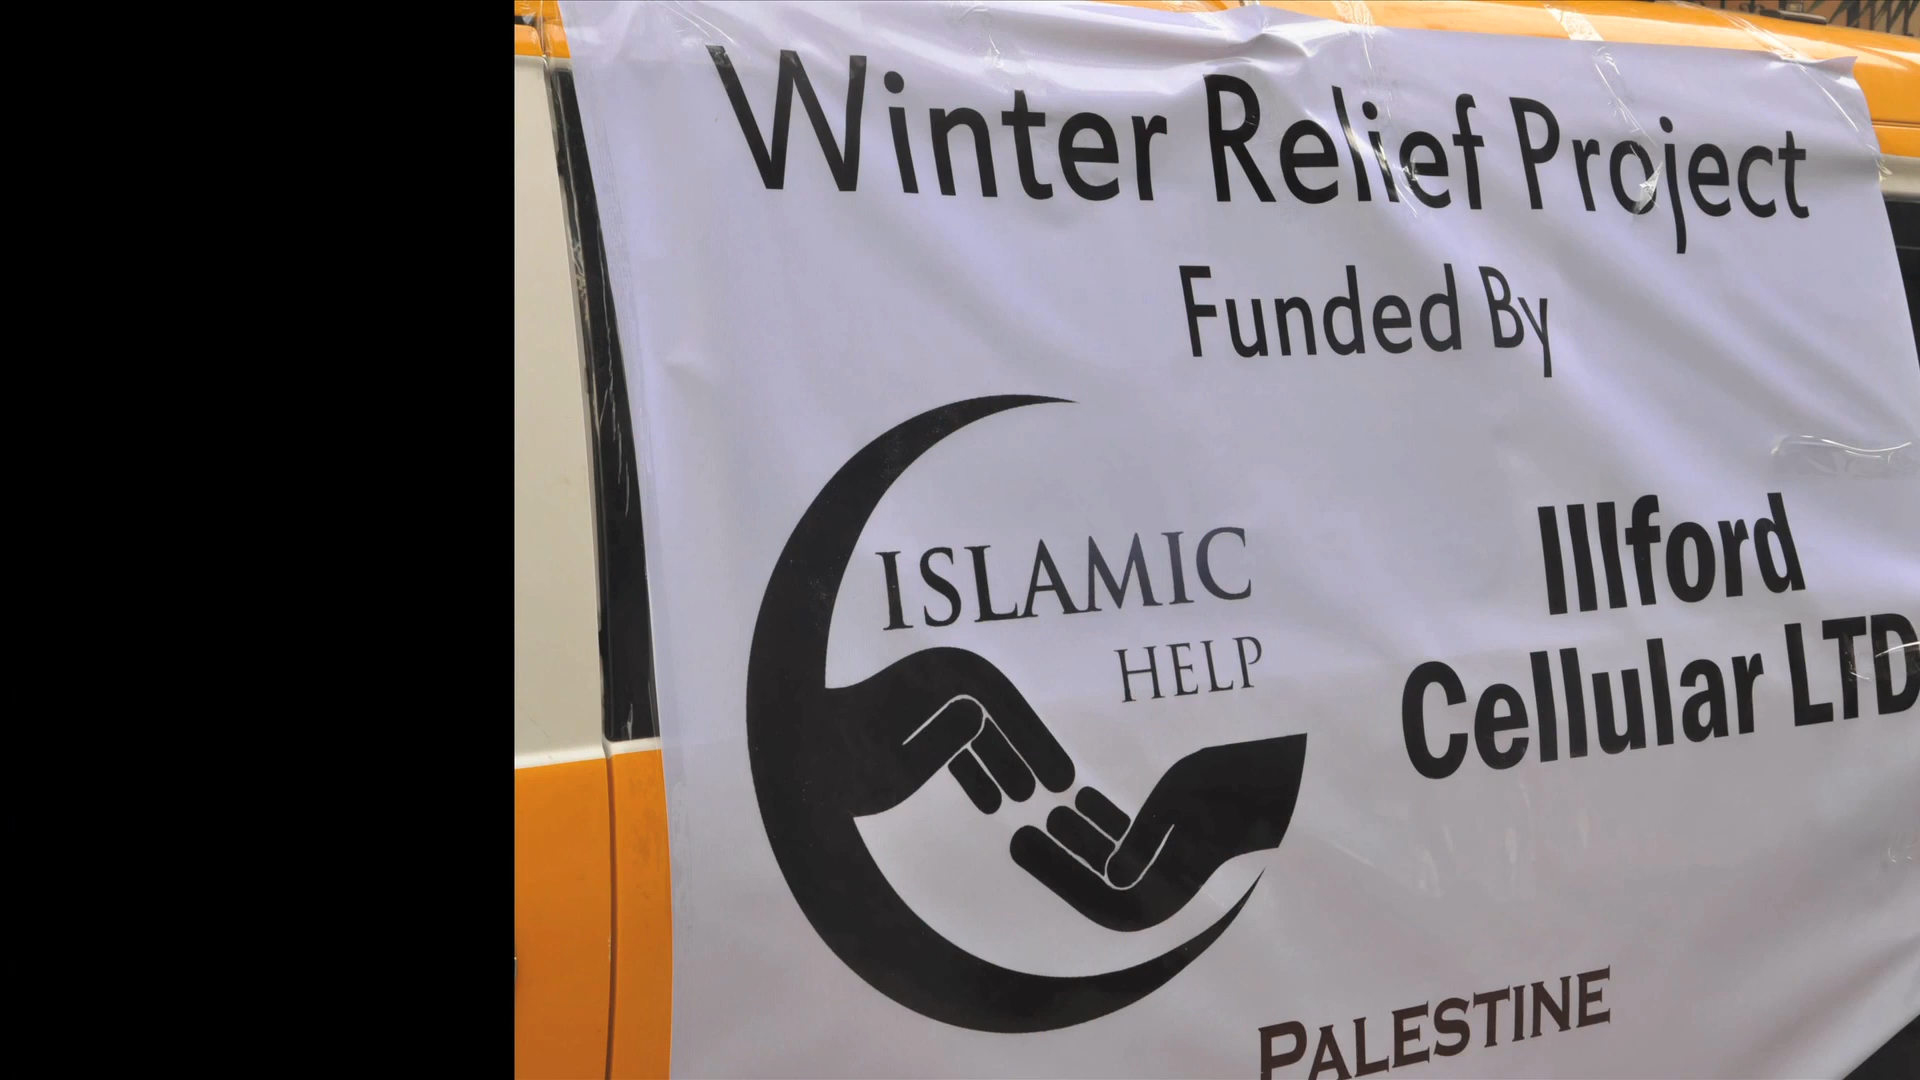 Winter Relief Project
Funded By
ISLAMIC
HELP
Illford
Cellular LTD
PALESTINE